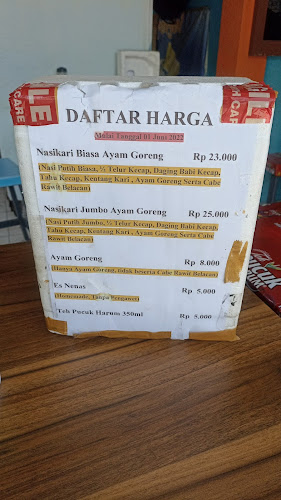 DAFTAR HARGA
Mulai Tanggal 01 Juni 2022
Nasikari Biasa Ayam Goreng Rp 23.000
(Nasi Putih Biasa, ½ Telur Kecap, Daging Babi Kecap,
Tahu Kecap, Kentang Kari, Ayam Goreng Serta Cabe
Rawit Belacan)
Nasikari Jumbo Ayam Goreng Rp 25.000
(Nasi Putih Jumbo, ½ Telur Kecap, Daging Babi Kecap,
Tahu Kecap, Kentang Kari, Ayam Goreng Serta Cabe
Rawit Belacan)
Ayam Goreng Rp 8.000
(Hanya Ayam Goreng, tidak beserta Cabe Rawit Belacan)
Es Nenas Rp 5.000
(Homemade, Tanpa Pengawet)
Teh Pucuk Harum 350ml Rp 5.000
CARE